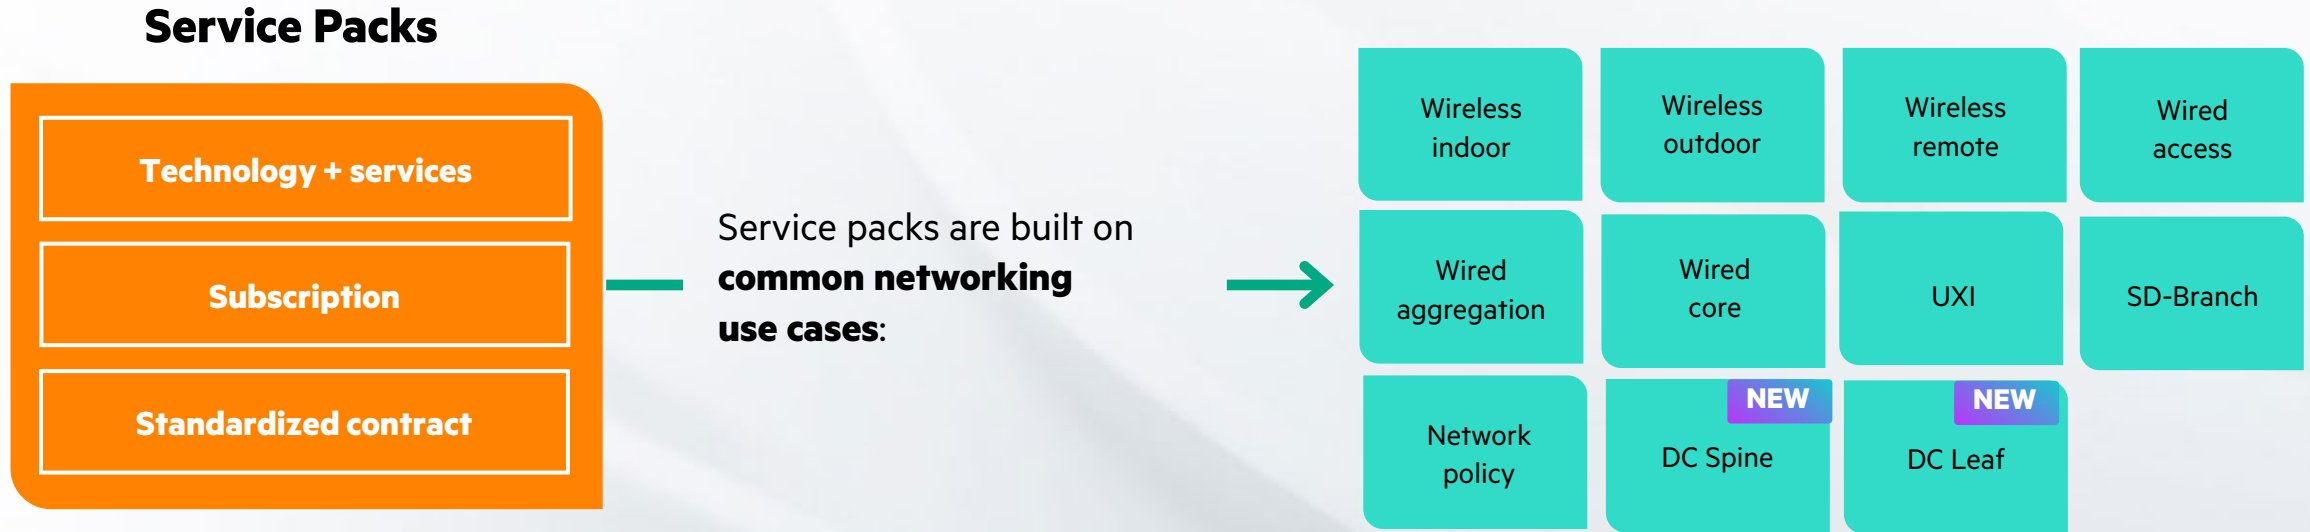 Service Packs
Technology + services
Subscription
Standardized contract
Service packs are built on
common networking
use cases:
Wireless
indoor
Wireless
outdoor
Wireless
remote
Wired
access
Wired
aggregation
Wired
core
UXI
SD-Branch
Network
policy
NEW
DC Spine
NEW
DC Leaf